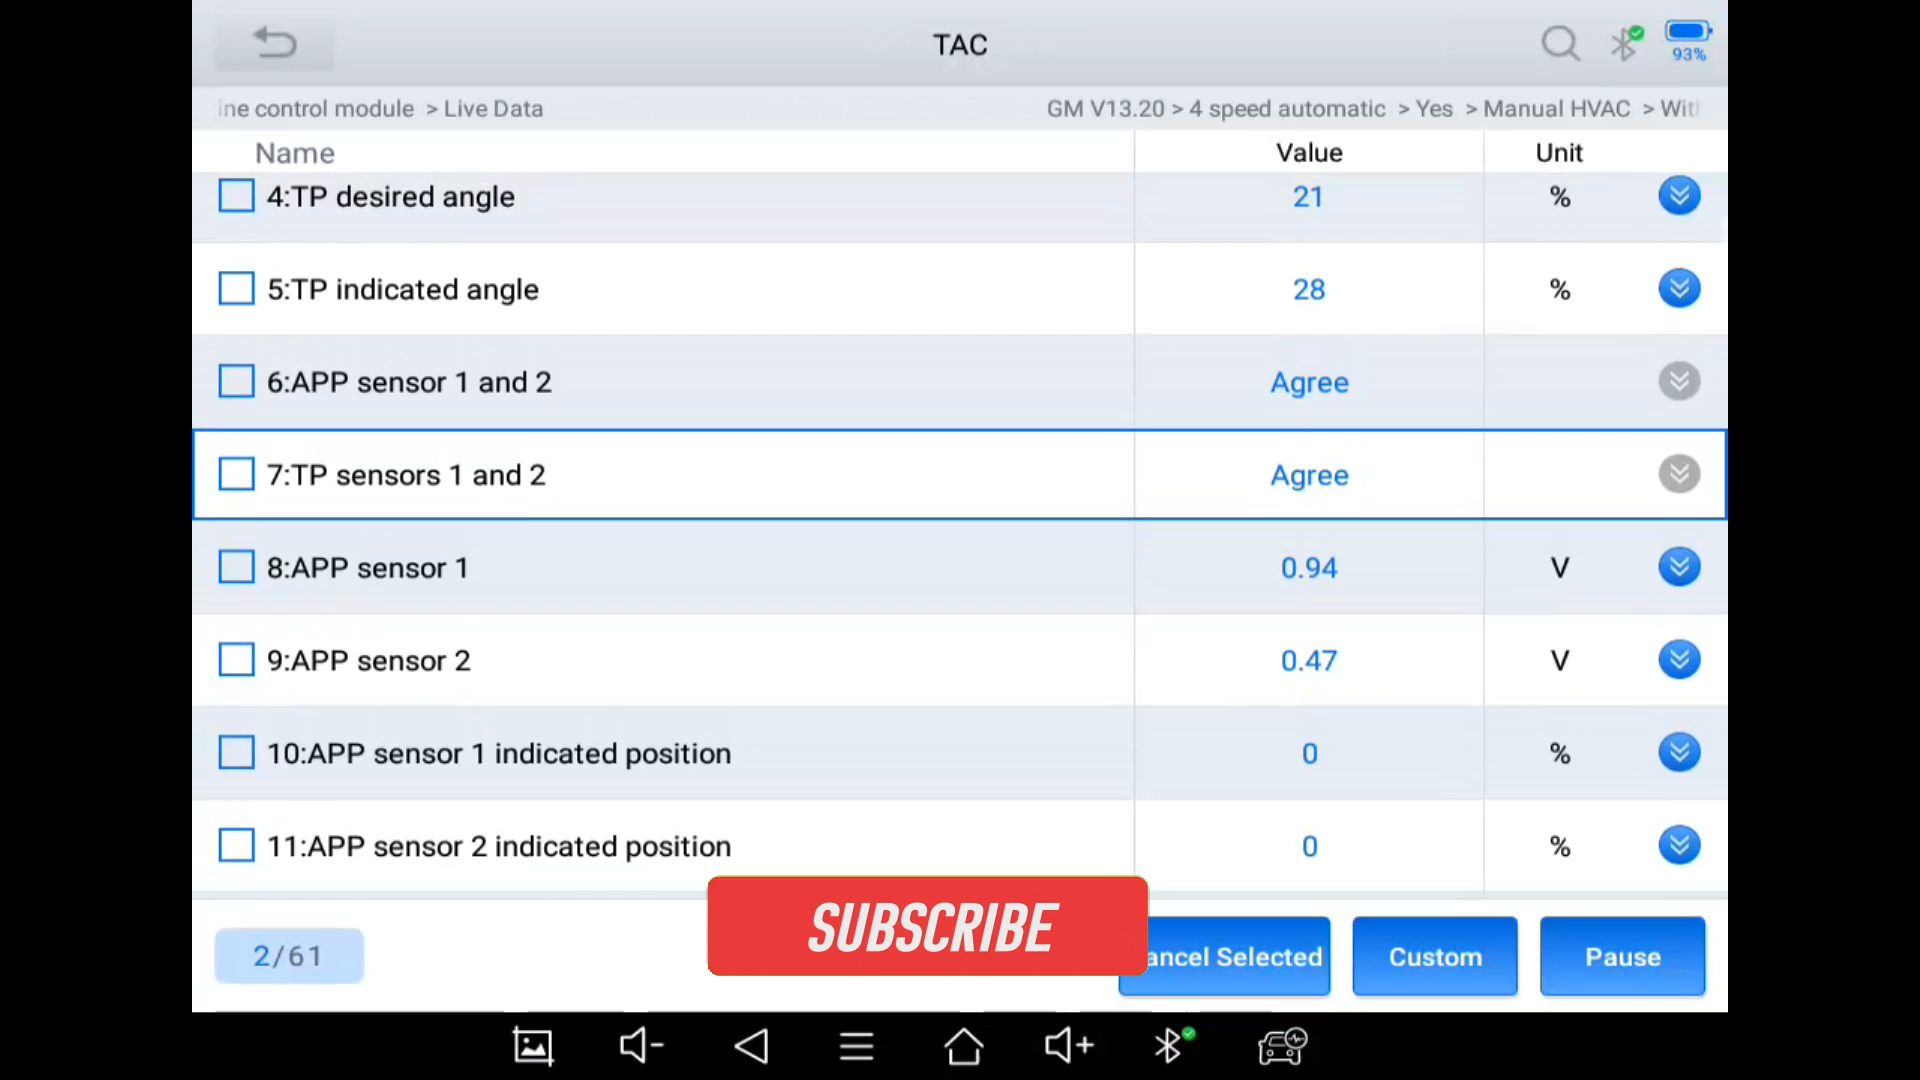 TAC
93%
ine control module > Live Data
GM V13.20 > 4 speed automatic > Yes > Manual HVAC > With
Name Value Unit
4:TP desired angle 21 %
5:TP indicated angle 28 %
6:APP sensor 1 and 2 Agree
7:TP sensors 1 and 2 Agree
8:APP sensor 1 0.94 V
9:APP sensor 2 0.47 V
10:APP sensor 1 indicated position 0 %
11:APP sensor 2 indicated position 0 %
2/61
SUBSCRIBE
ancel Selected
Custom
Pause